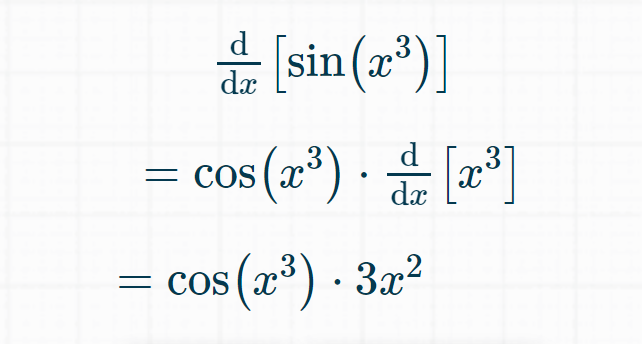 d/dx [sin(x³)]
= cos(x³) · d/dx [x³]
= cos(x³) · 3x²